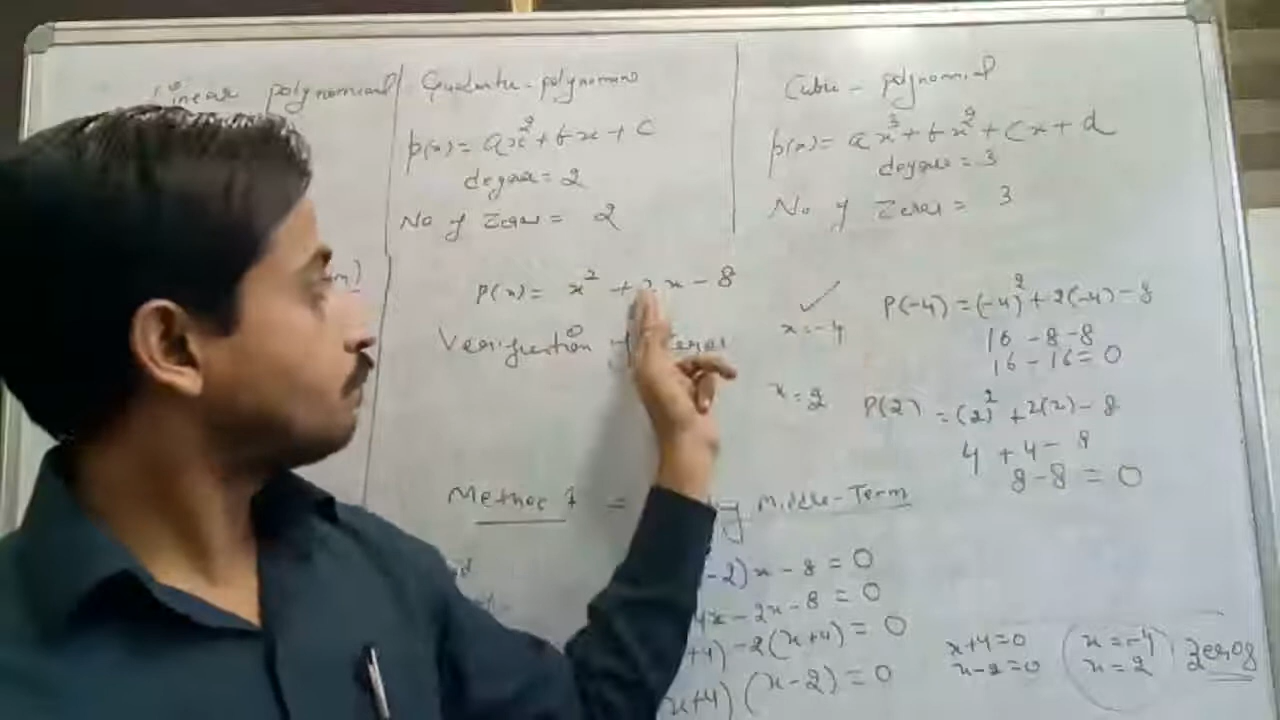 Linear polynomial
Quadratic - polynomial
p(x) = ax² + bx + c
degree = 2
No of Zeros = 2
Cubic - polynomial
p(x) = ax³ + bx² + cx + d
degree = 3
No of Zeros = 3
P(x) = x² + 2x - 8
Verification of Zeros
x = -4
P(-4) = (-4)² + 2(-4) - 8
16 - 8 - 8
16 - 16 = 0
x = 2
P(2) = (2)² + 2(2) - 8
4 + 4 - 8
8 - 8 = 0
Method 1 = Middle - Term
-2)x - 8 = 0
4x - 2x - 8 = 0
+4) - 2(x+4) = 0
x+4) (x-2) = 0
x+4=0
x-2=0
x=-4
x=2
Zeros